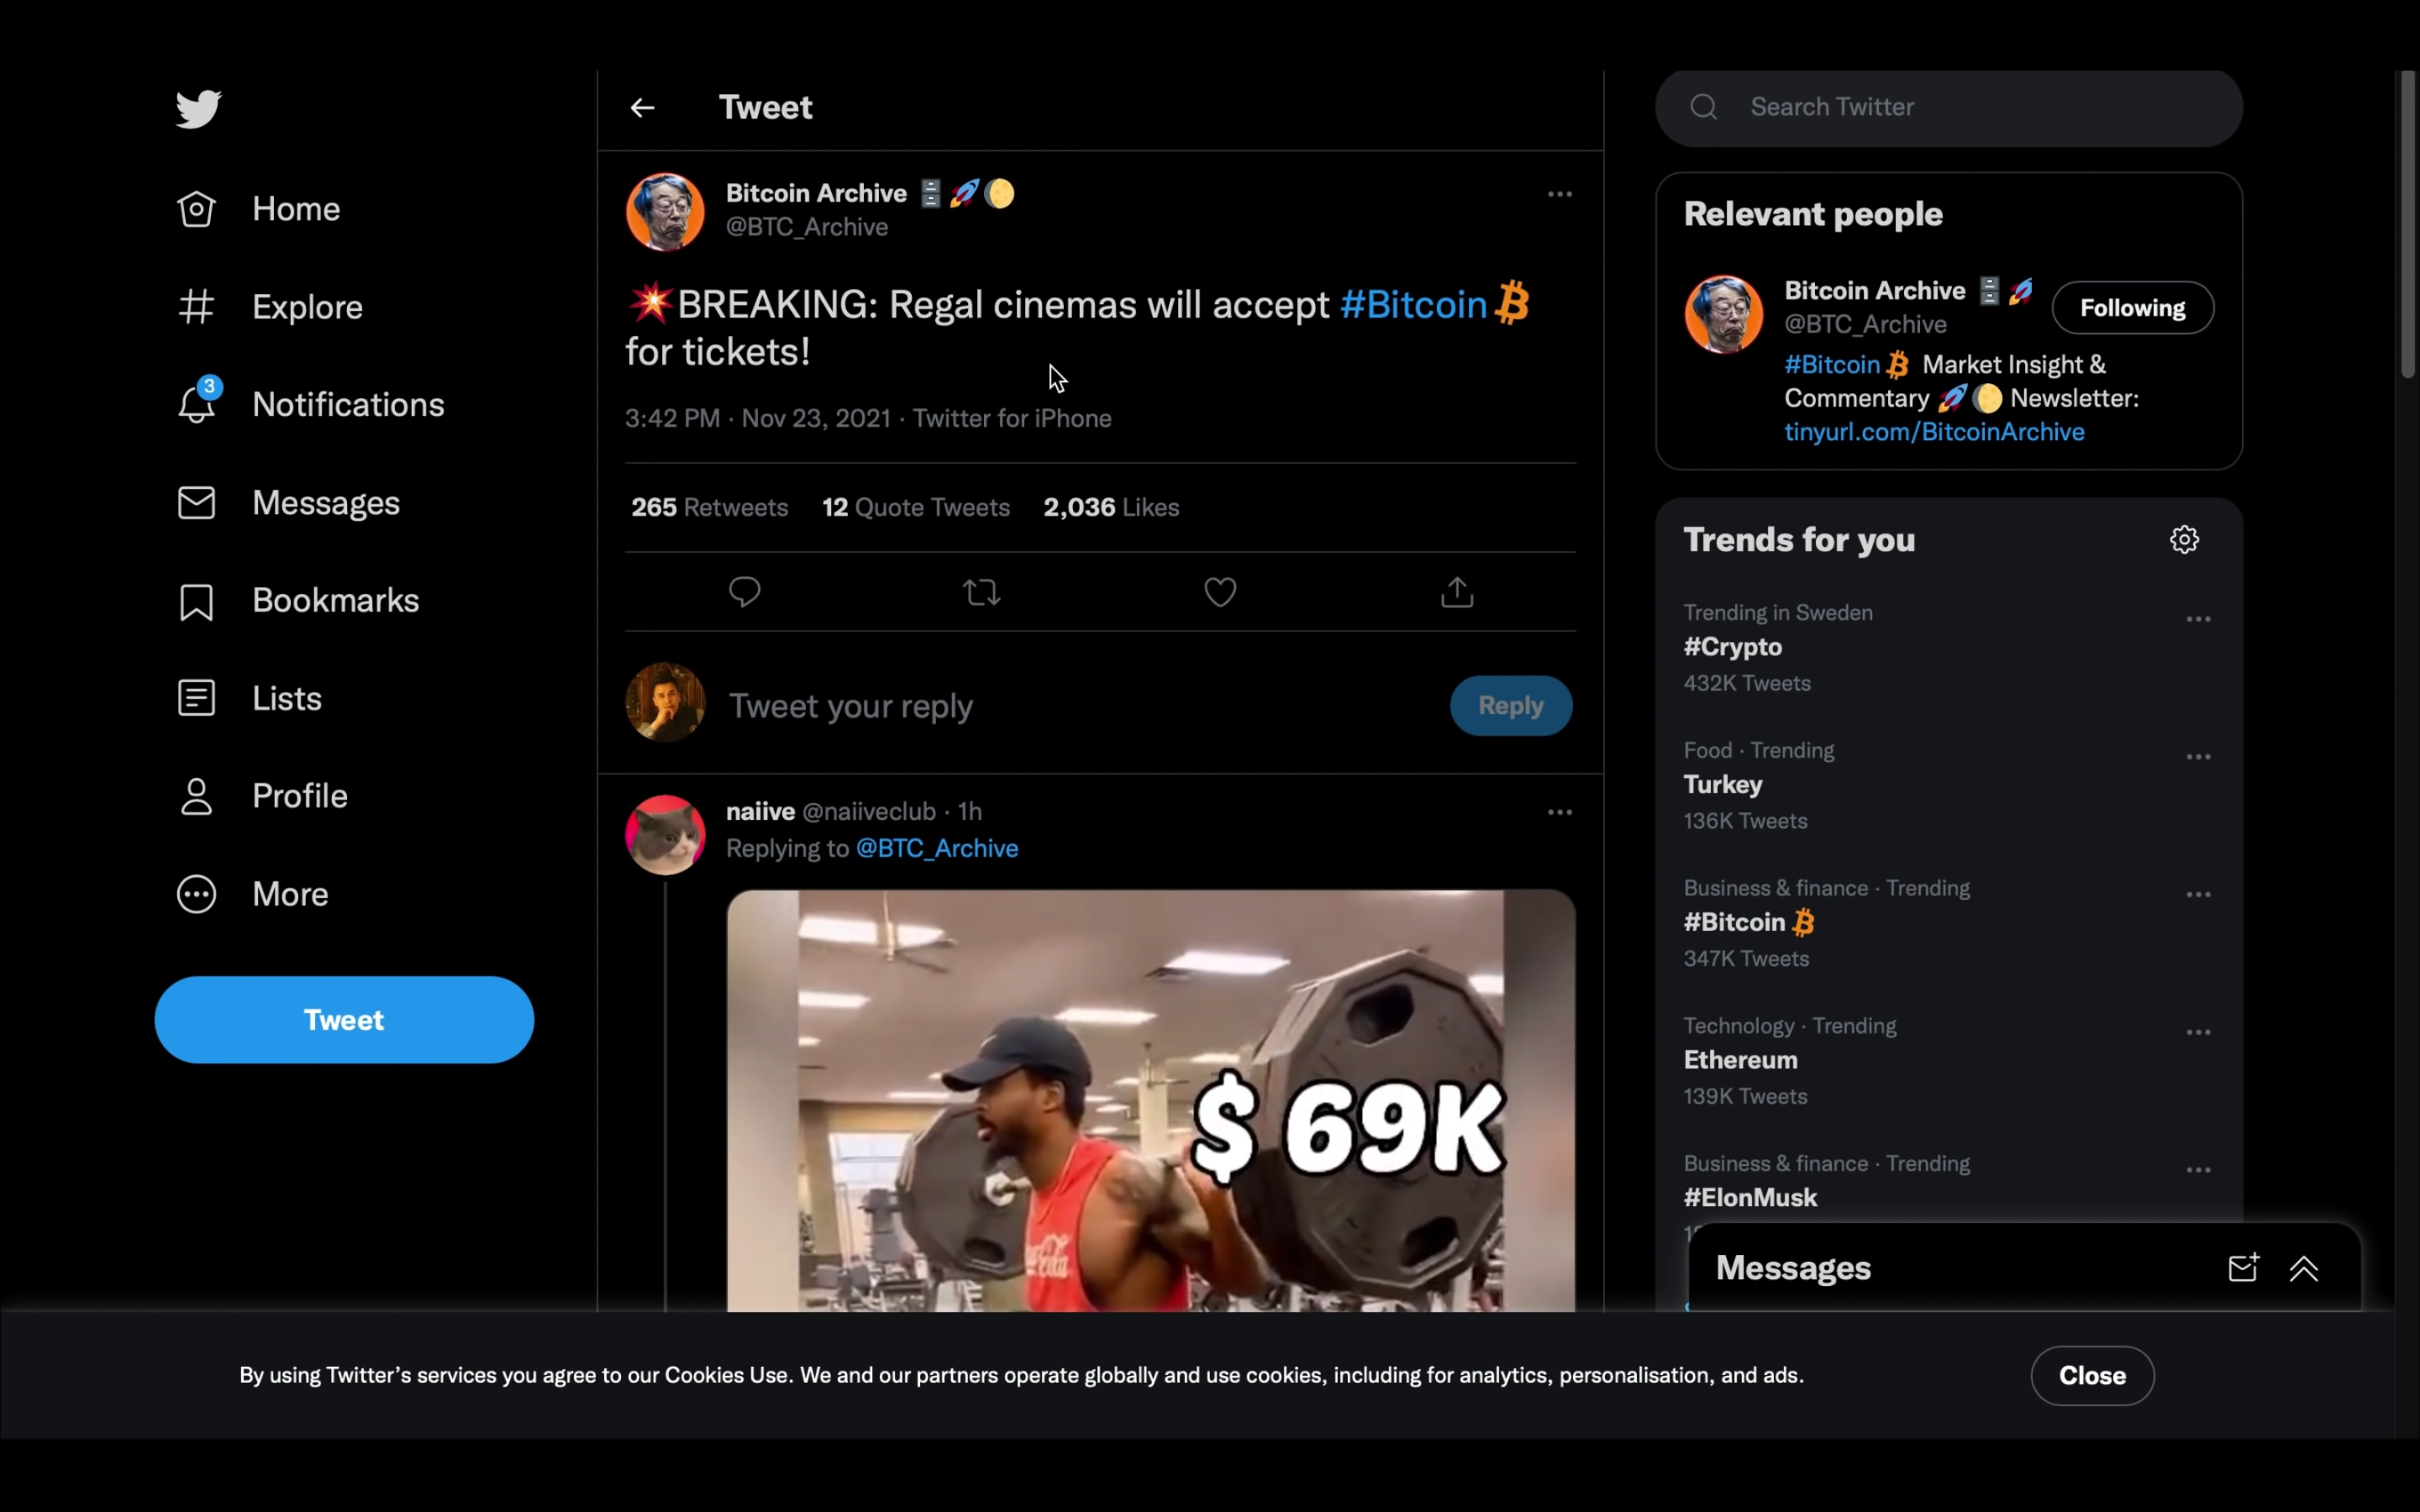 Home
Explore
3
Notifications
Messages
Bookmarks
Lists
Profile
More
Tweet
Tweet
Bitcoin Archive
@BTC_Archive
BREAKING: Regal cinemas will accept #Bitcoin
for tickets!
3:42 PM · Nov 23, 2021 · Twitter for iPhone
265 Retweets 12 Quote Tweets 2,036 Likes
Tweet your reply
Reply
naiive @naiiveclub · 1h
Replying to @BTC_Archive
$ 69K
Coca-Cola
Search Twitter
Relevant people
Bitcoin Archive
@BTC_Archive
Following
#Bitcoin Market Insight &
Commentary Newsletter:
tinyurl.com/BitcoinArchive
Trends for you
Trending in Sweden
#Crypto
432K Tweets
Food · Trending
Turkey
136K Tweets
Business & finance · Trending
#Bitcoin
347K Tweets
Technology · Trending
Ethereum
139K Tweets
Business & finance · Trending
#ElonMusk
Messages
By using Twitter’s services you agree to our Cookies Use. We and our partners operate globally and use cookies, including for analytics, personalisation, and ads.
Close